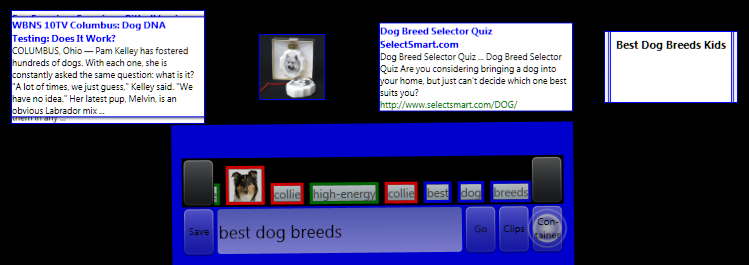 WBNS 10TV Columbus: Dog DNA
Testing: Does It Work?
COLUMBUS, Ohio — Pam Kelley has fostered
hundreds of dogs. With each one, she is
constantly asked the same question: what is it?
"A lot of times, we just guess," Kelley said. "We
have no idea." Her latest pup, Melvin, is an
obvious Labrador mix ...
them in any ...
Dog Breed Selector Quiz
SelectSmart.com
Dog Breed Selector Quiz ... Dog Breed Selector
Quiz Are you considering bringing a dog into
your home, but just can't decide which one best
suits you?
http://www.selectsmart.com/DOG/
Best Dog Breeds Kids
collie high-energy collie best dog breeds
Save best dog breeds Go Clips Con-
tainer